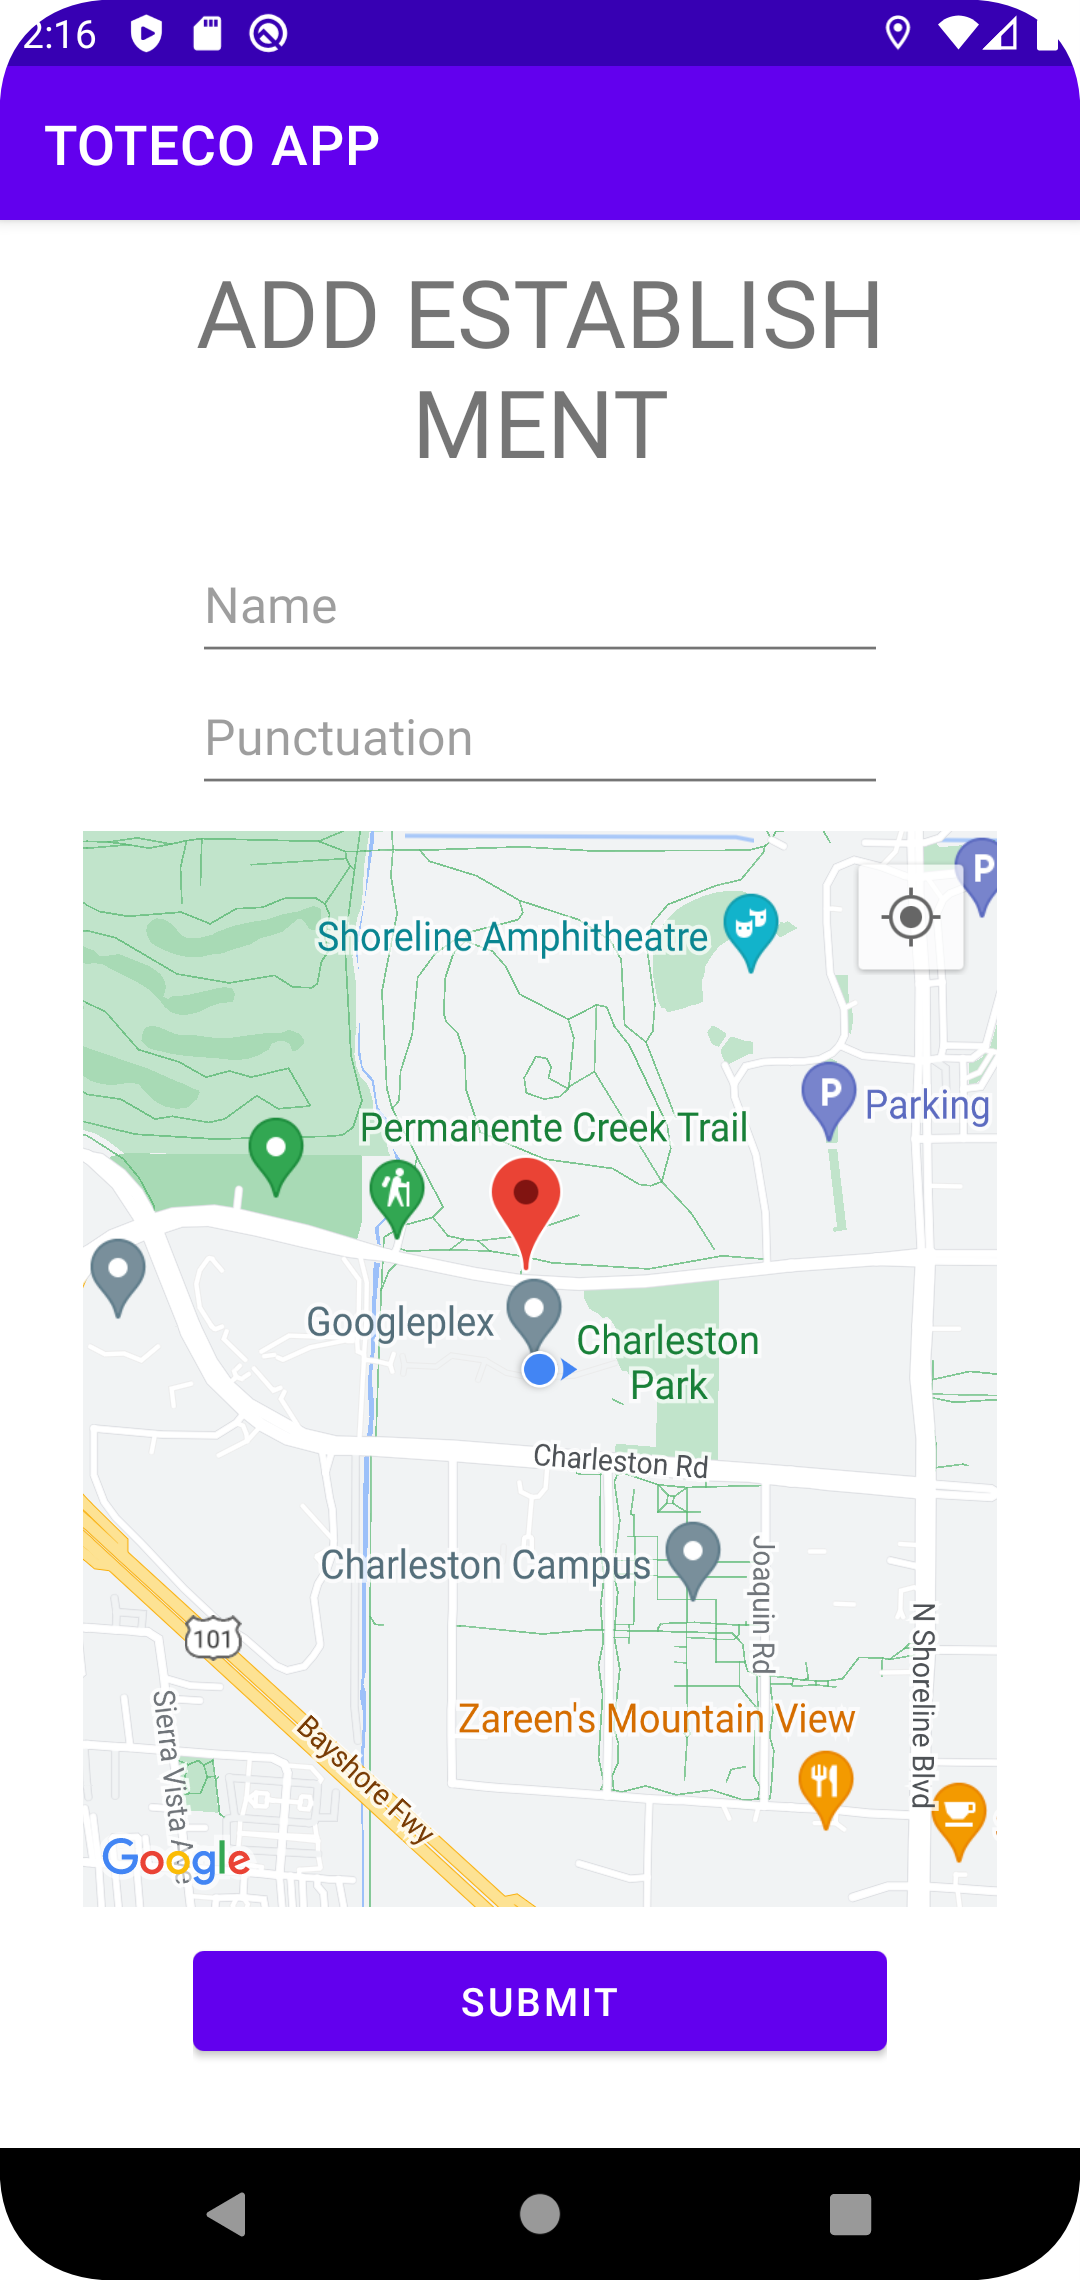 2:16
TOTECO APP
ADD ESTABLISH
MENT
Name
Punctuation
P
Shoreline Amphitheatre
P
Parking
Permanente Creek Trail
Googleplex
Charleston
Park
Charleston Rd
Charleston Campus
Joaquin Rd
N Shoreline Blvd
101
Sierra Vista Ave
Bayshore Fwy
Zareen's Mountain View
Google
SUBMIT